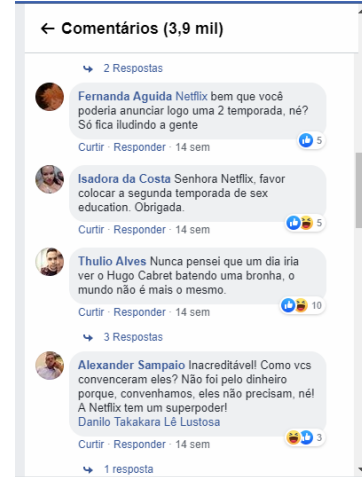 ← Comentários (3,9 mil)
↪ 2 Respostas
Fernanda Aguida Netflix bem que você
poderia anunciar logo uma 2 temporada, né?
Só fica iludindo a gente
5
Curtir · Responder · 14 sem
Isadora da Costa Senhora Netflix, favor
colocar a segunda temporada de sex
education. Obrigada.
5
Curtir · Responder · 14 sem
Thulio Alves Nunca pensei que um dia iria
ver o Hugo Cabret batendo uma bronha, o
mundo não é mais o mesmo.
10
Curtir · Responder · 14 sem
↪ 3 Respostas
Alexander Sampaio Inacreditável! Como vcs
convenceram eles? Não foi pelo dinheiro
porque, convenhamos, eles não precisam, né!
A Netflix tem um superpoder!
Danilo Takakara Lê Lustosa
3
Curtir · Responder · 14 sem
↪ 1 resposta